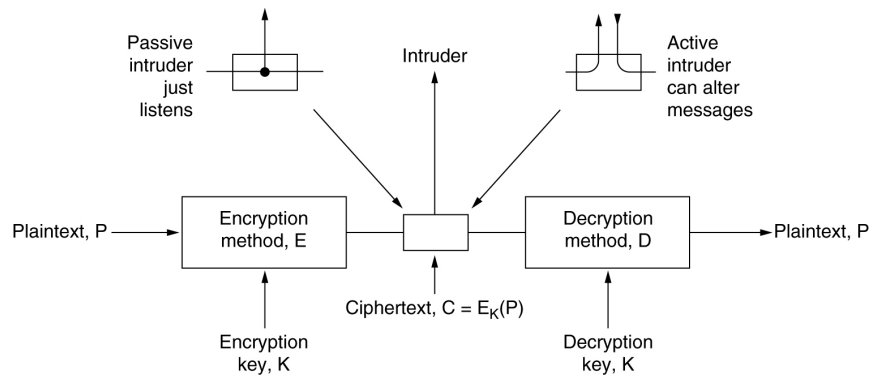 Passive
intruder
just
listens
Intruder
Active
intruder
can alter
messages
Plaintext, P
Encryption
method, E
Decryption
method, D
Plaintext, P
Ciphertext, C = E_K(P)
Encryption
key, K
Decryption
key, K